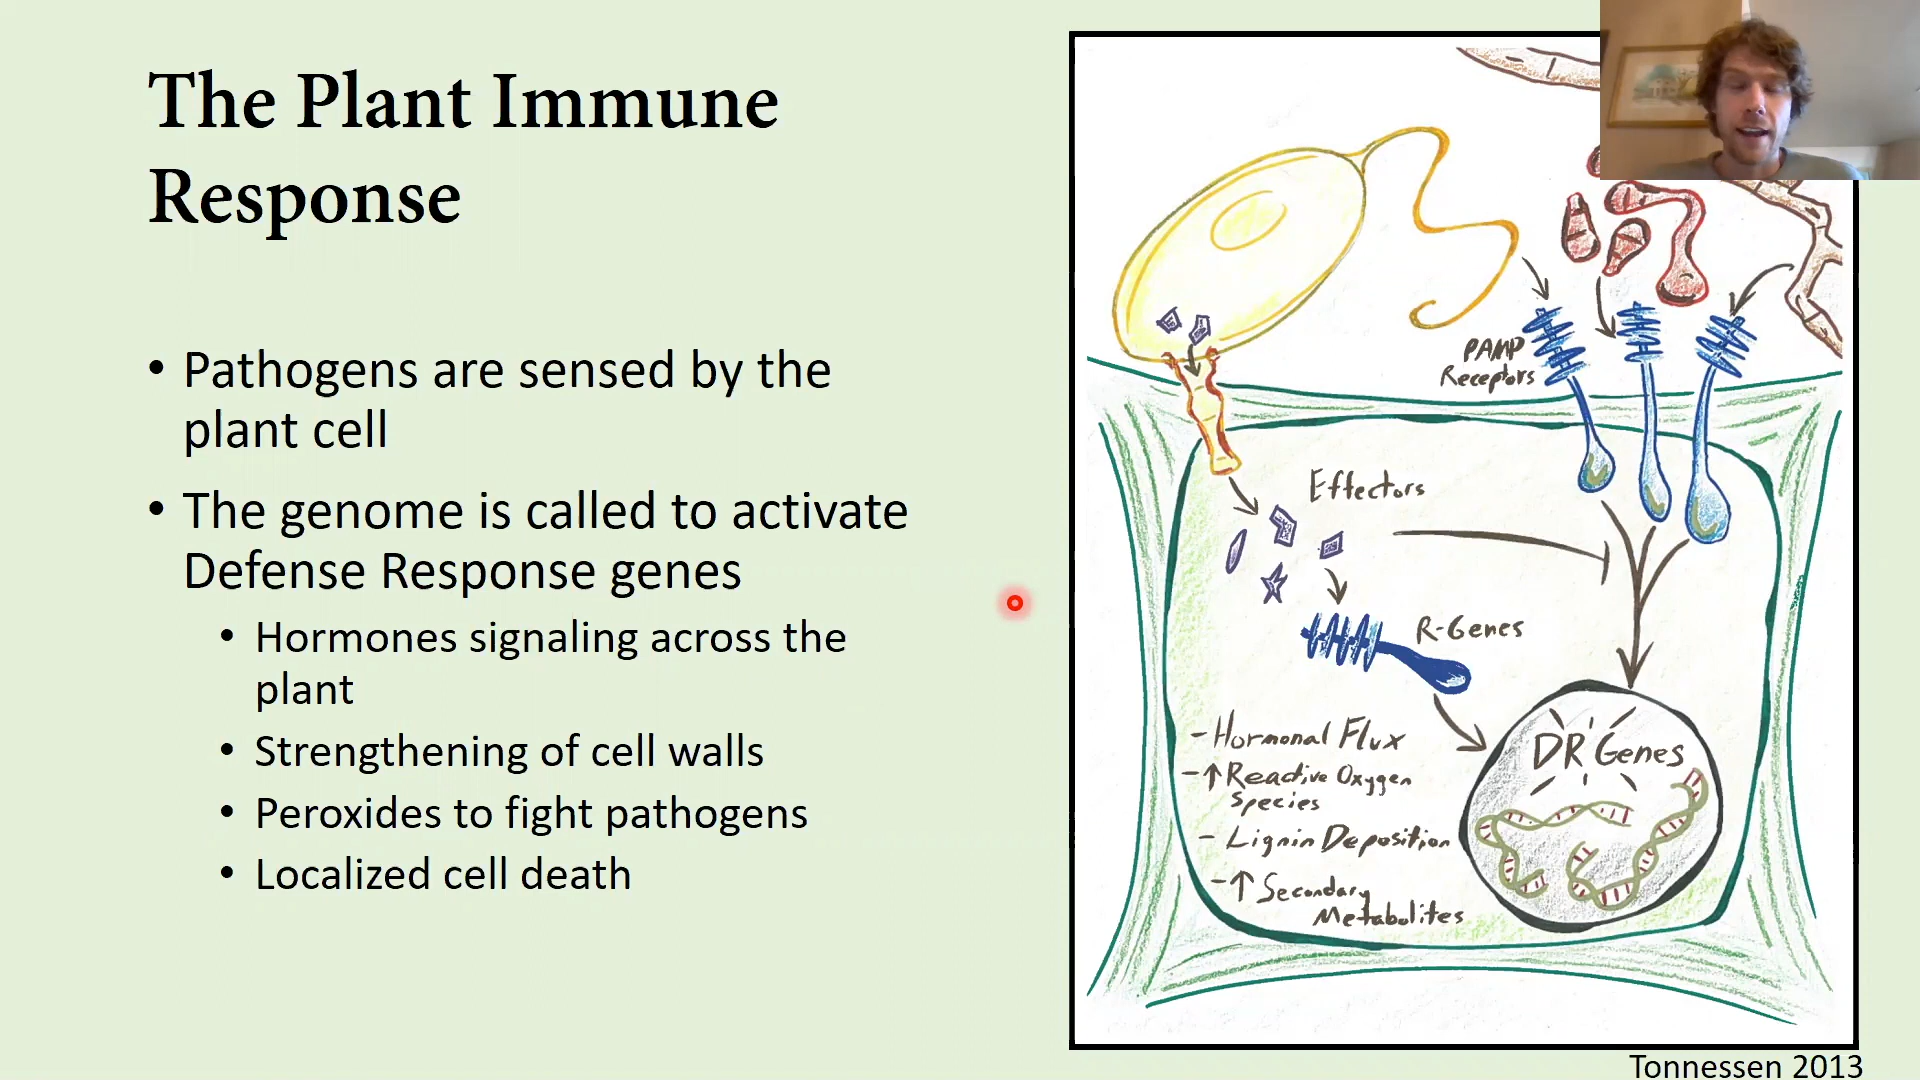 The Plant Immune
Response
• Pathogens are sensed by the
plant cell
• The genome is called to activate
Defense Response genes
• Hormones signaling across the
plant
• Strengthening of cell walls
• Peroxides to fight pathogens
• Localized cell death
PAMP
Receptors
Effectors
R-Genes
DR Genes
- Hormonal Flux
- ↑ Reactive Oxygen
Species
- Lignin Deposition
- ↑ Secondary
Metabolites
Tonnessen 2013